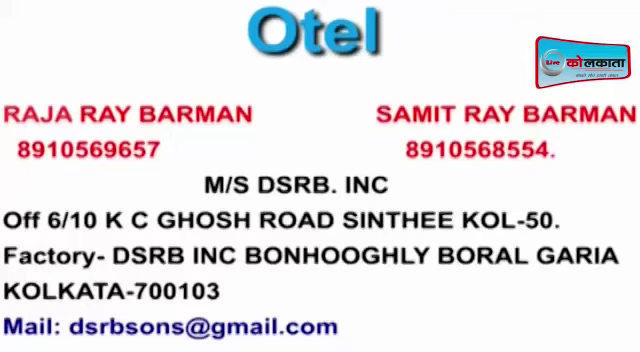 Otel
Live कोलकाता
RAJA RAY BARMAN SAMIT RAY BARMAN
8910569657 8910568554.
M/S DSRB. INC
Off 6/10 K C GHOSH ROAD SINTHEE KOL-50.
Factory- DSRB INC BONHOOGHLY BORAL GARIA
KOLKATA-700103
Mail: dsrbsons@gmail.com